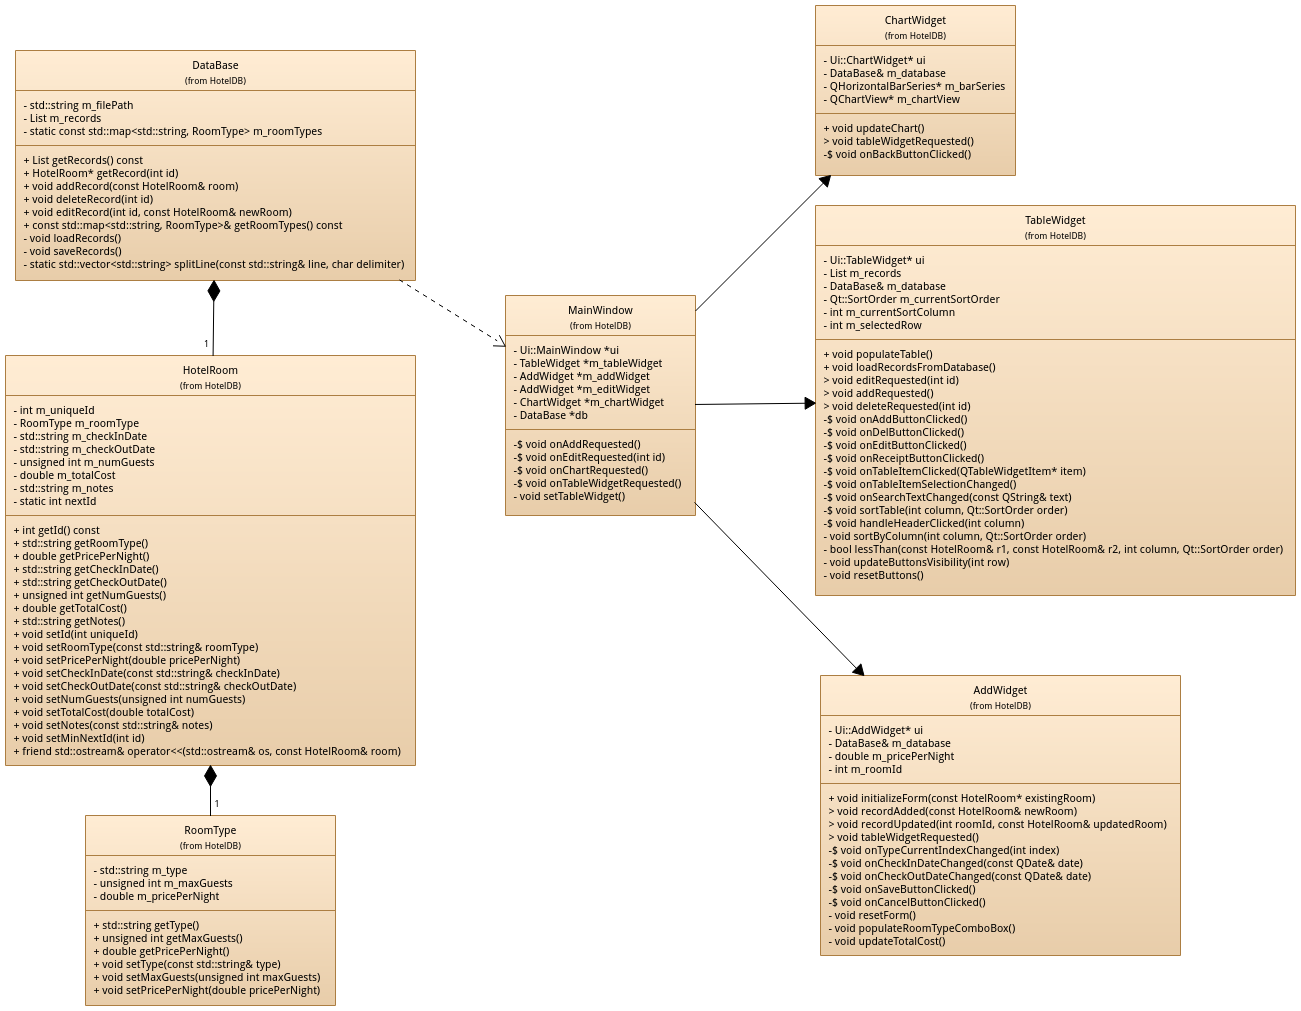 DataBase
(from HotelDB)
- std::string m_filePath
- List m_records
- static const std::map<std::string, RoomType> m_roomTypes
+ List getRecords() const
+ HotelRoom* getRecord(int id)
+ void addRecord(const HotelRoom& room)
+ void deleteRecord(int id)
+ void editRecord(int id, const HotelRoom& newRoom)
+ const std::map<std::string, RoomType>& getRoomTypes() const
- void loadRecords()
- void saveRecords()
- static std::vector<std::string> splitLine(const std::string& line, char delimiter)
1
HotelRoom
(from HotelDB)
- int m_uniqueId
- RoomType m_roomType
- std::string m_checkInDate
- std::string m_checkOutDate
- unsigned int m_numGuests
- double m_totalCost
- std::string m_notes
- static int nextId
+ int getId() const
+ std::string getRoomType()
+ double getPricePerNight()
+ std::string getCheckInDate()
+ std::string getCheckOutDate()
+ unsigned int getNumGuests()
+ double getTotalCost()
+ std::string getNotes()
+ void setId(int uniqueId)
+ void setRoomType(const std::string& roomType)
+ void setPricePerNight(double pricePerNight)
+ void setCheckInDate(const std::string& checkInDate)
+ void setCheckOutDate(const std::string& checkOutDate)
+ void setNumGuests(unsigned int numGuests)
+ void setTotalCost(double totalCost)
+ void setNotes(const std::string& notes)
+ void setMinNextId(int id)
+ friend std::ostream& operator<<(std::ostream& os, const HotelRoom& room)
1
RoomType
(from HotelDB)
- std::string m_type
- unsigned int m_maxGuests
- double m_pricePerNight
+ std::string getType()
+ unsigned int getMaxGuests()
+ double getPricePerNight()
+ void setType(const std::string& type)
+ void setMaxGuests(unsigned int maxGuests)
+ void setPricePerNight(double pricePerNight)
MainWindow
(from HotelDB)
- Ui::MainWindow *ui
- TableWidget *m_tableWidget
- AddWidget *m_addWidget
- AddWidget *m_editWidget
- ChartWidget *m_chartWidget
- DataBase *db
-$ void onAddRequested()
-$ void onEditRequested(int id)
-$ void onChartRequested()
-$ void onTableWidgetRequested()
- void setTableWidget()
ChartWidget
(from HotelDB)
- Ui::ChartWidget* ui
- DataBase& m_database
- QHorizontalBarSeries* m_barSeries
- QChartView* m_chartView
+ void updateChart()
> void tableWidgetRequested()
-$ void onBackButtonClicked()
TableWidget
(from HotelDB)
- Ui::TableWidget* ui
- List m_records
- DataBase& m_database
- Qt::SortOrder m_currentSortOrder
- int m_currentSortColumn
- int m_selectedRow
+ void populateTable()
+ void loadRecordsFromDatabase()
> void editRequested(int id)
> void addRequested()
> void deleteRequested(int id)
-$ void onAddButtonClicked()
-$ void onDelButtonClicked()
-$ void onEditButtonClicked()
-$ void onReceiptButtonClicked()
-$ void onTableItemClicked(QTableWidgetItem* item)
-$ void onTableItemSelectionChanged()
-$ void onSearchTextChanged(const QString& text)
-$ void sortTable(int column, Qt::SortOrder order)
-$ void handleHeaderClicked(int column)
- void sortByColumn(int column, Qt::SortOrder order)
- bool lessThan(const HotelRoom& r1, const HotelRoom& r2, int column, Qt::SortOrder order)
- void updateButtonsVisibility(int row)
- void resetButtons()
AddWidget
(from HotelDB)
- Ui::AddWidget* ui
- DataBase& m_database
- double m_pricePerNight
- int m_roomId
+ void initializeForm(const HotelRoom* existingRoom)
> void recordAdded(const HotelRoom& newRoom)
> void recordUpdated(int roomId, const HotelRoom& updatedRoom)
> void tableWidgetRequested()
-$ void onTypeCurrentIndexChanged(int index)
-$ void onCheckInDateChanged(const QDate& date)
-$ void onCheckOutDateChanged(const QDate& date)
-$ void onSaveButtonClicked()
-$ void onCancelButtonClicked()
- void resetForm()
- void populateRoomTypeComboBox()
- void updateTotalCost()